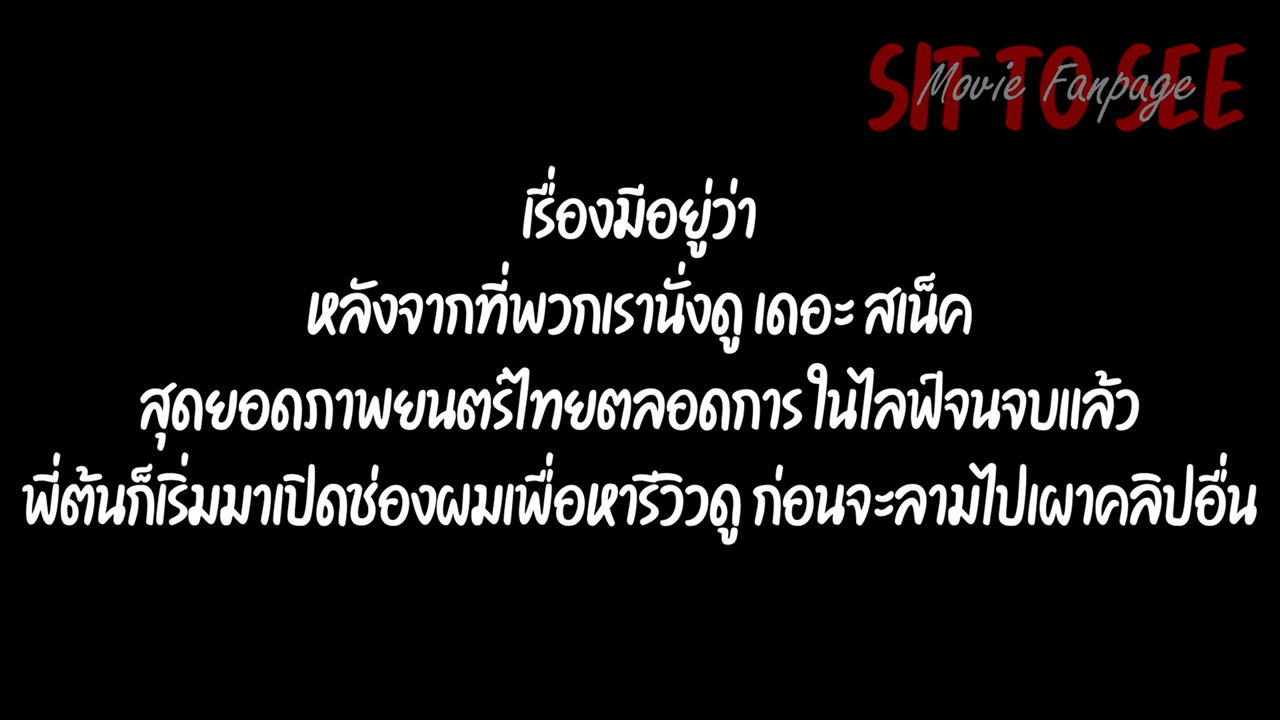 SIT TO SEE
Movie Fanpage
เรื่องมีอยู่ว่า
หลังจากที่พวกเรานั่งดู เดอะ สเน็ค
สุดยอดภาพยนตร์ไทยตลอดการ ในไลฟ์จนจบแล้ว
พี่ต้นก็เริ่มมาเปิดช่องผมเพื่อหารีวิวดู ก่อนจะลามไปเผาคลิปอื่น